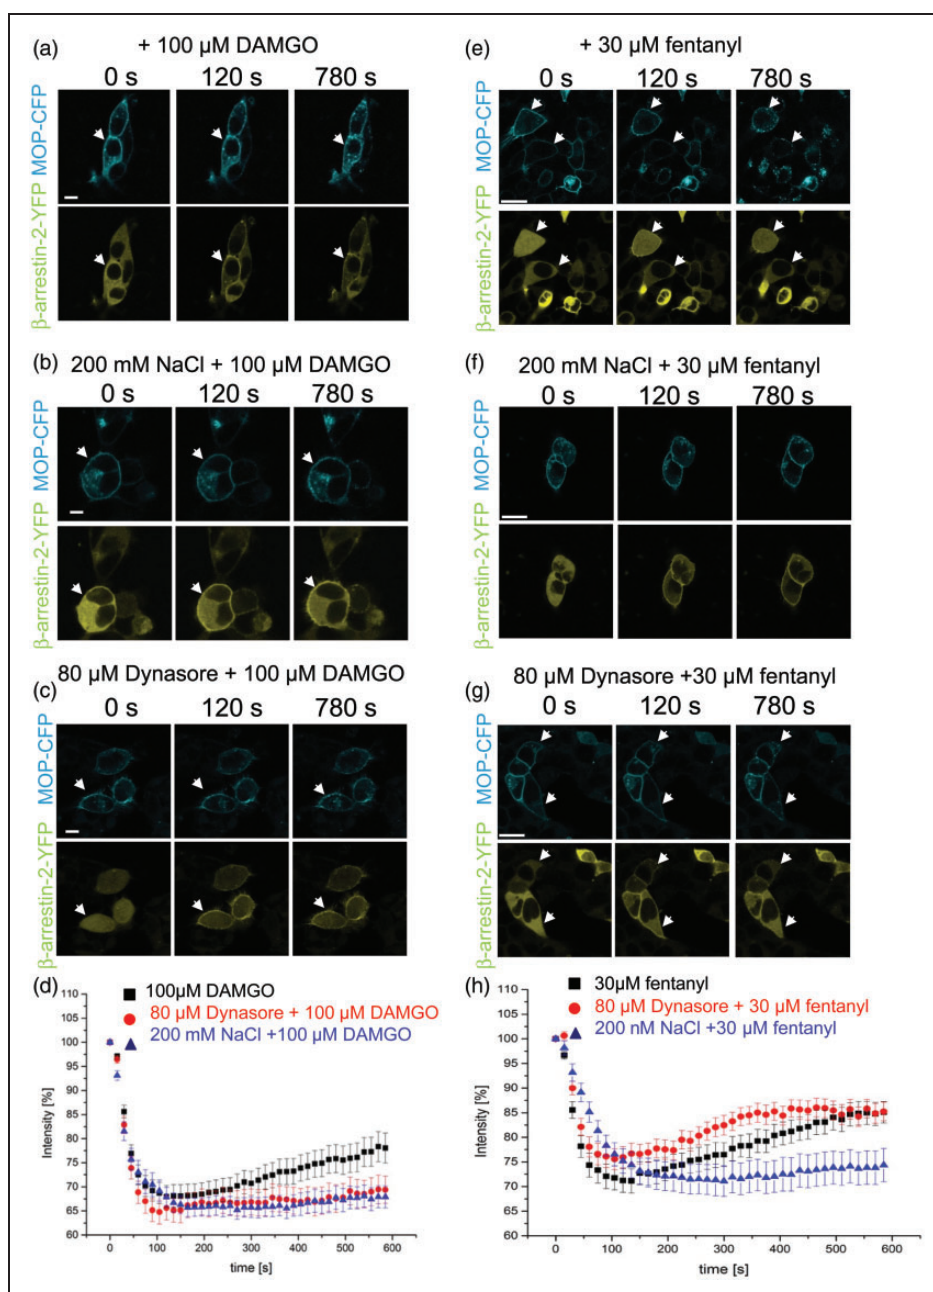 (a)
+ 100 µM DAMGO
0 s 120 s 780 s
MOP-CFP
β-arrestin-2-YFP
(b)
200 mM NaCl + 100 µM DAMGO
0 s 120 s 780 s
MOP-CFP
β-arrestin-2-YFP
(c)
80 µM Dynasore + 100 µM DAMGO
0 s 120 s 780 s
MOP-CFP
β-arrestin-2-YFP
(d)
100µM DAMGO
80 µM Dynasore + 100 µM DAMGO
200 mM NaCl +100 µM DAMGO
Intensity [%]
110
105
100
95
90
85
80
75
70
65
60
0 100 200 300 400 500 600
time [s]
(e)
+ 30 µM fentanyl
0 s 120 s 780 s
MOP-CFP
β-arrestin-2-YFP
(f)
200 mM NaCl + 30 µM fentanyl
0 s 120 s 780 s
MOP-CFP
β-arrestin-2-YFP
(g)
80 µM Dynasore +30 µM fentanyl
0 s 120 s 780 s
MOP-CFP
β-arrestin-2-YFP
(h)
30µM fentanyl
80 µM Dynasore + 30 µM fentanyl
200 nM NaCl +30 µM fentanyl
Intensity [%]
110
105
100
95
90
85
80
75
70
65
60
0 100 200 300 400 500 600
time [s]